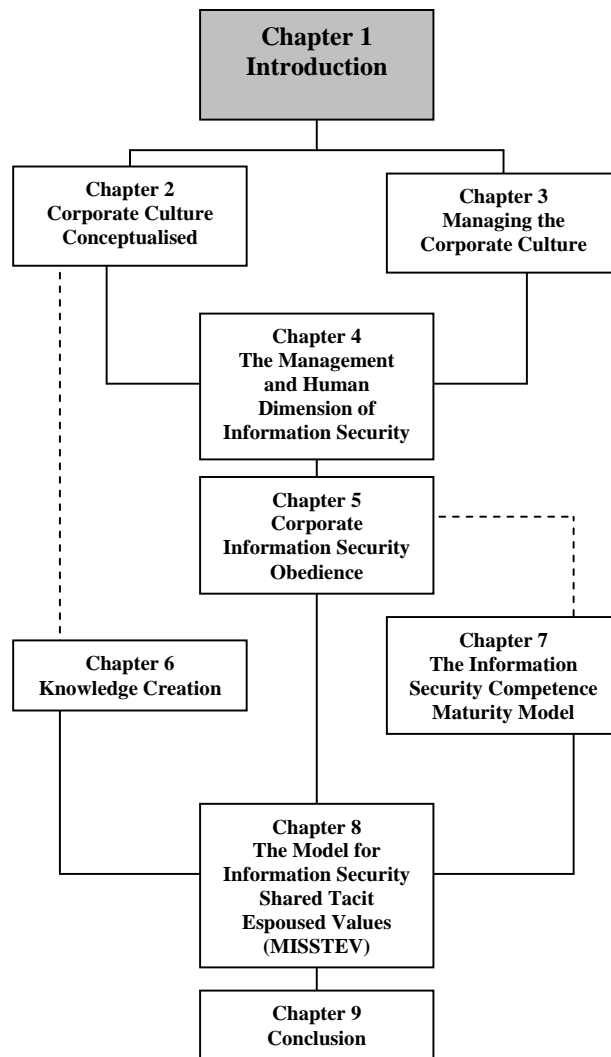 Chapter 1
Introduction
Chapter 2
Corporate Culture
Conceptualised
Chapter 3
Managing the
Corporate Culture
Chapter 4
The Management
and Human
Dimension of
Information Security
Chapter 5
Corporate
Information Security
Obedience
Chapter 6
Knowledge Creation
Chapter 7
The Information
Security Competence
Maturity Model
Chapter 8
The Model for
Information Security
Shared Tacit
Espoused Values
(MISSTEV)
Chapter 9
Conclusion